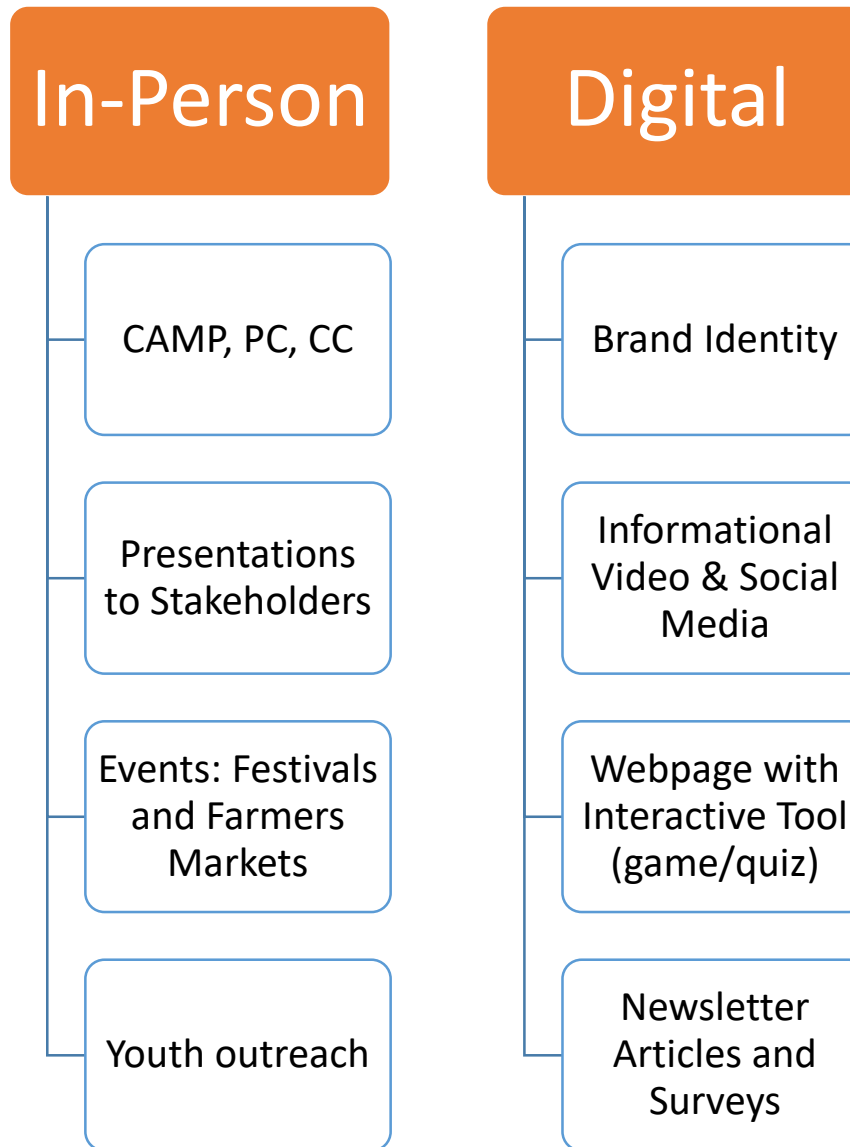 In-Person
CAMP, PC, CC
Presentations
to Stakeholders
Events: Festivals
and Farmers
Markets
Youth outreach
Digital
Brand Identity
Informational
Video & Social
Media
Webpage with
Interactive Tool
(game/quiz)
Newsletter
Articles and
Surveys